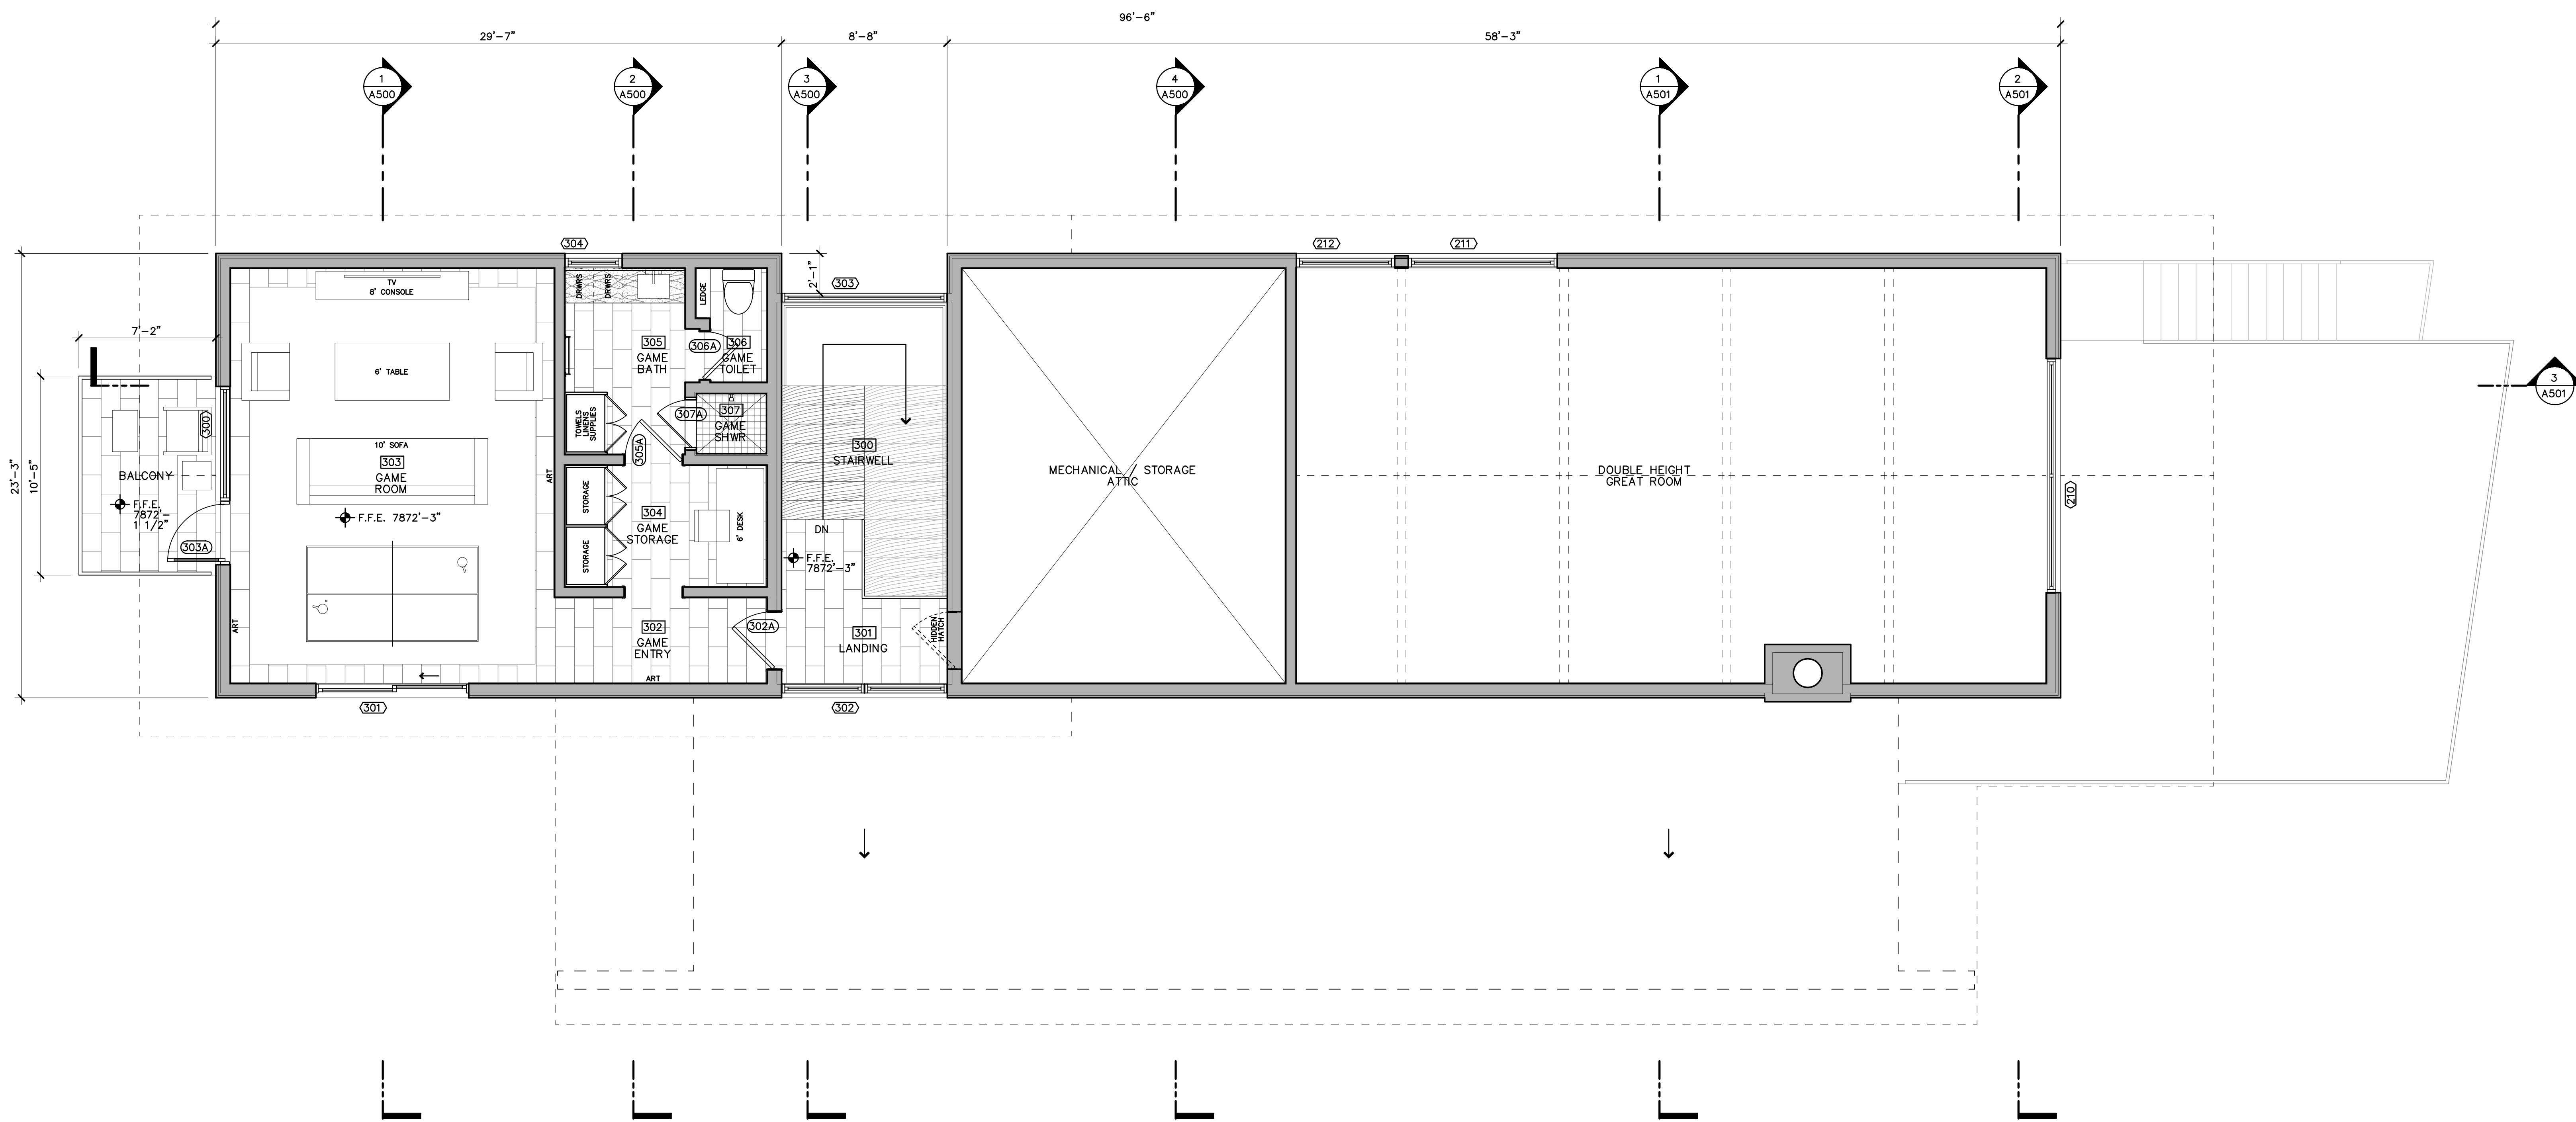 96'-6"
29'-7"
8'-8"
58'-3"
1
A500
2
A500
3
A500
4
A500
1
A501
2
A501
304
212
211
2'-1"
303
TV
8' CONSOLE
DRWRS
DRWRS
LEDGE
7'-2"
305
GAME
BATH
306A
306
GAME
TOILET
6' TABLE
3
A501
300
TOWELS
LINENS
SUPPLIES
307A
307
GAME
SHWR
305A
10' SOFA
303
GAME
ROOM
300
STAIRWELL
23'-3"
10'-5"
BALCONY
ART
MECHANICAL / STORAGE
ATTIC
DOUBLE HEIGHT
GREAT ROOM
210
F.F.E.
7872'-
1 1/2"
F.F.E. 7872'-3"
STORAGE
304
GAME
STORAGE
6' DESK
DN
303A
STORAGE
F.F.E.
7872'-3"
ART
302
GAME
ENTRY
302A
301
LANDING
HIDDEN
HATCH
ART
301
302